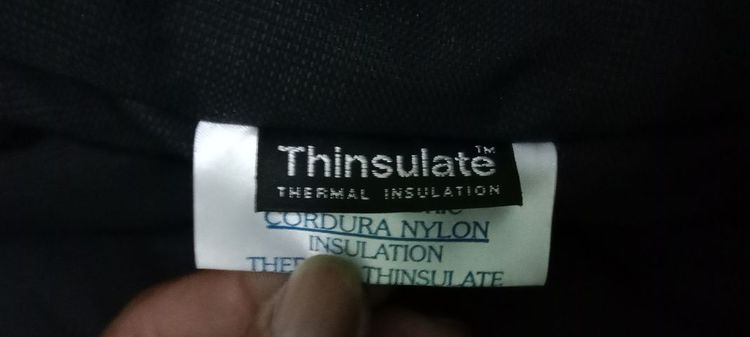 Thinsulate™
THERMAL INSULATION
CORDURA NYLON
INSULATION
THINSULATE